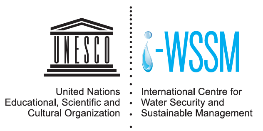 UNESCO
United Nations
Educational, Scientific and
Cultural Organization
i-WSSM
International Centre for
Water Security and
Sustainable Management